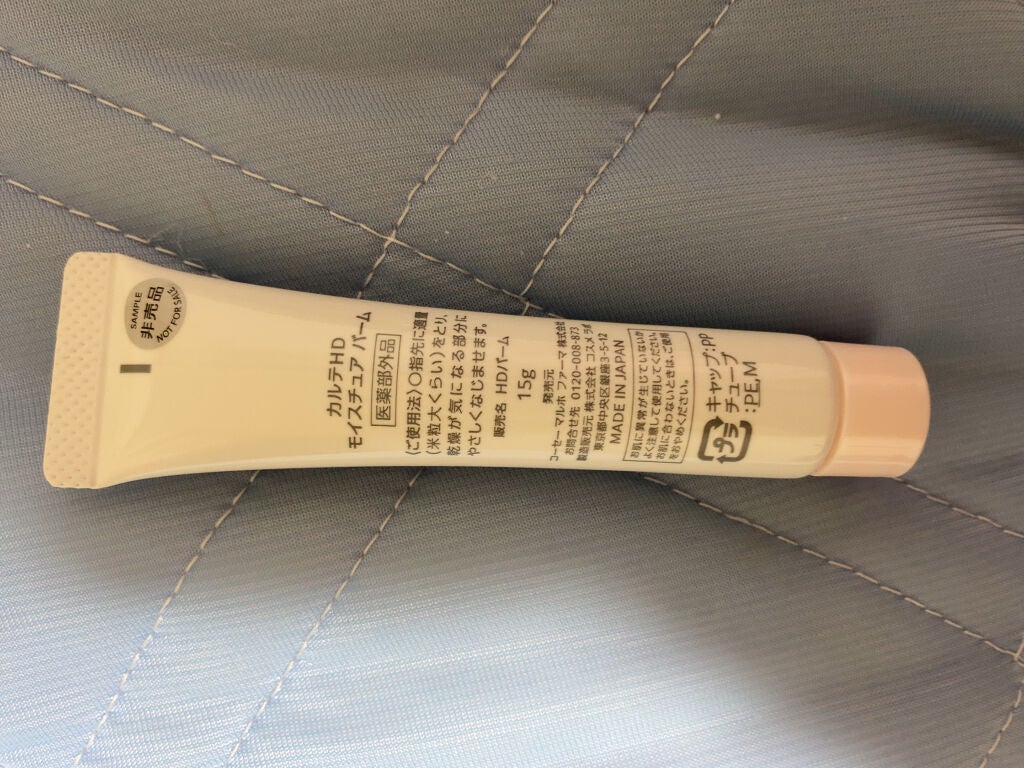 SAMPLE
非売品
NOT FOR SALE
カルテHD
モイスチュア バーム
医薬部外品
〈ご使用法〉○指先に適量
(米粒大くらい)をとり、
乾燥が気になる部分に
やさしくなじませます。
販売名 HDバーム
15g
発売元
コーセー マルホ ファーマ 株式会社
お問合せ先 0120-008-873
製造販売元 株式会社 コスメラボ
東京都中央区銀座3-5-12
MADE IN JAPAN
お肌に異常が生じていないか
よく注意して使用してください。
お肌に合わないときは、ご使用
をおやめください。
プラ
キャップ:PP
チューブ
:PE,M